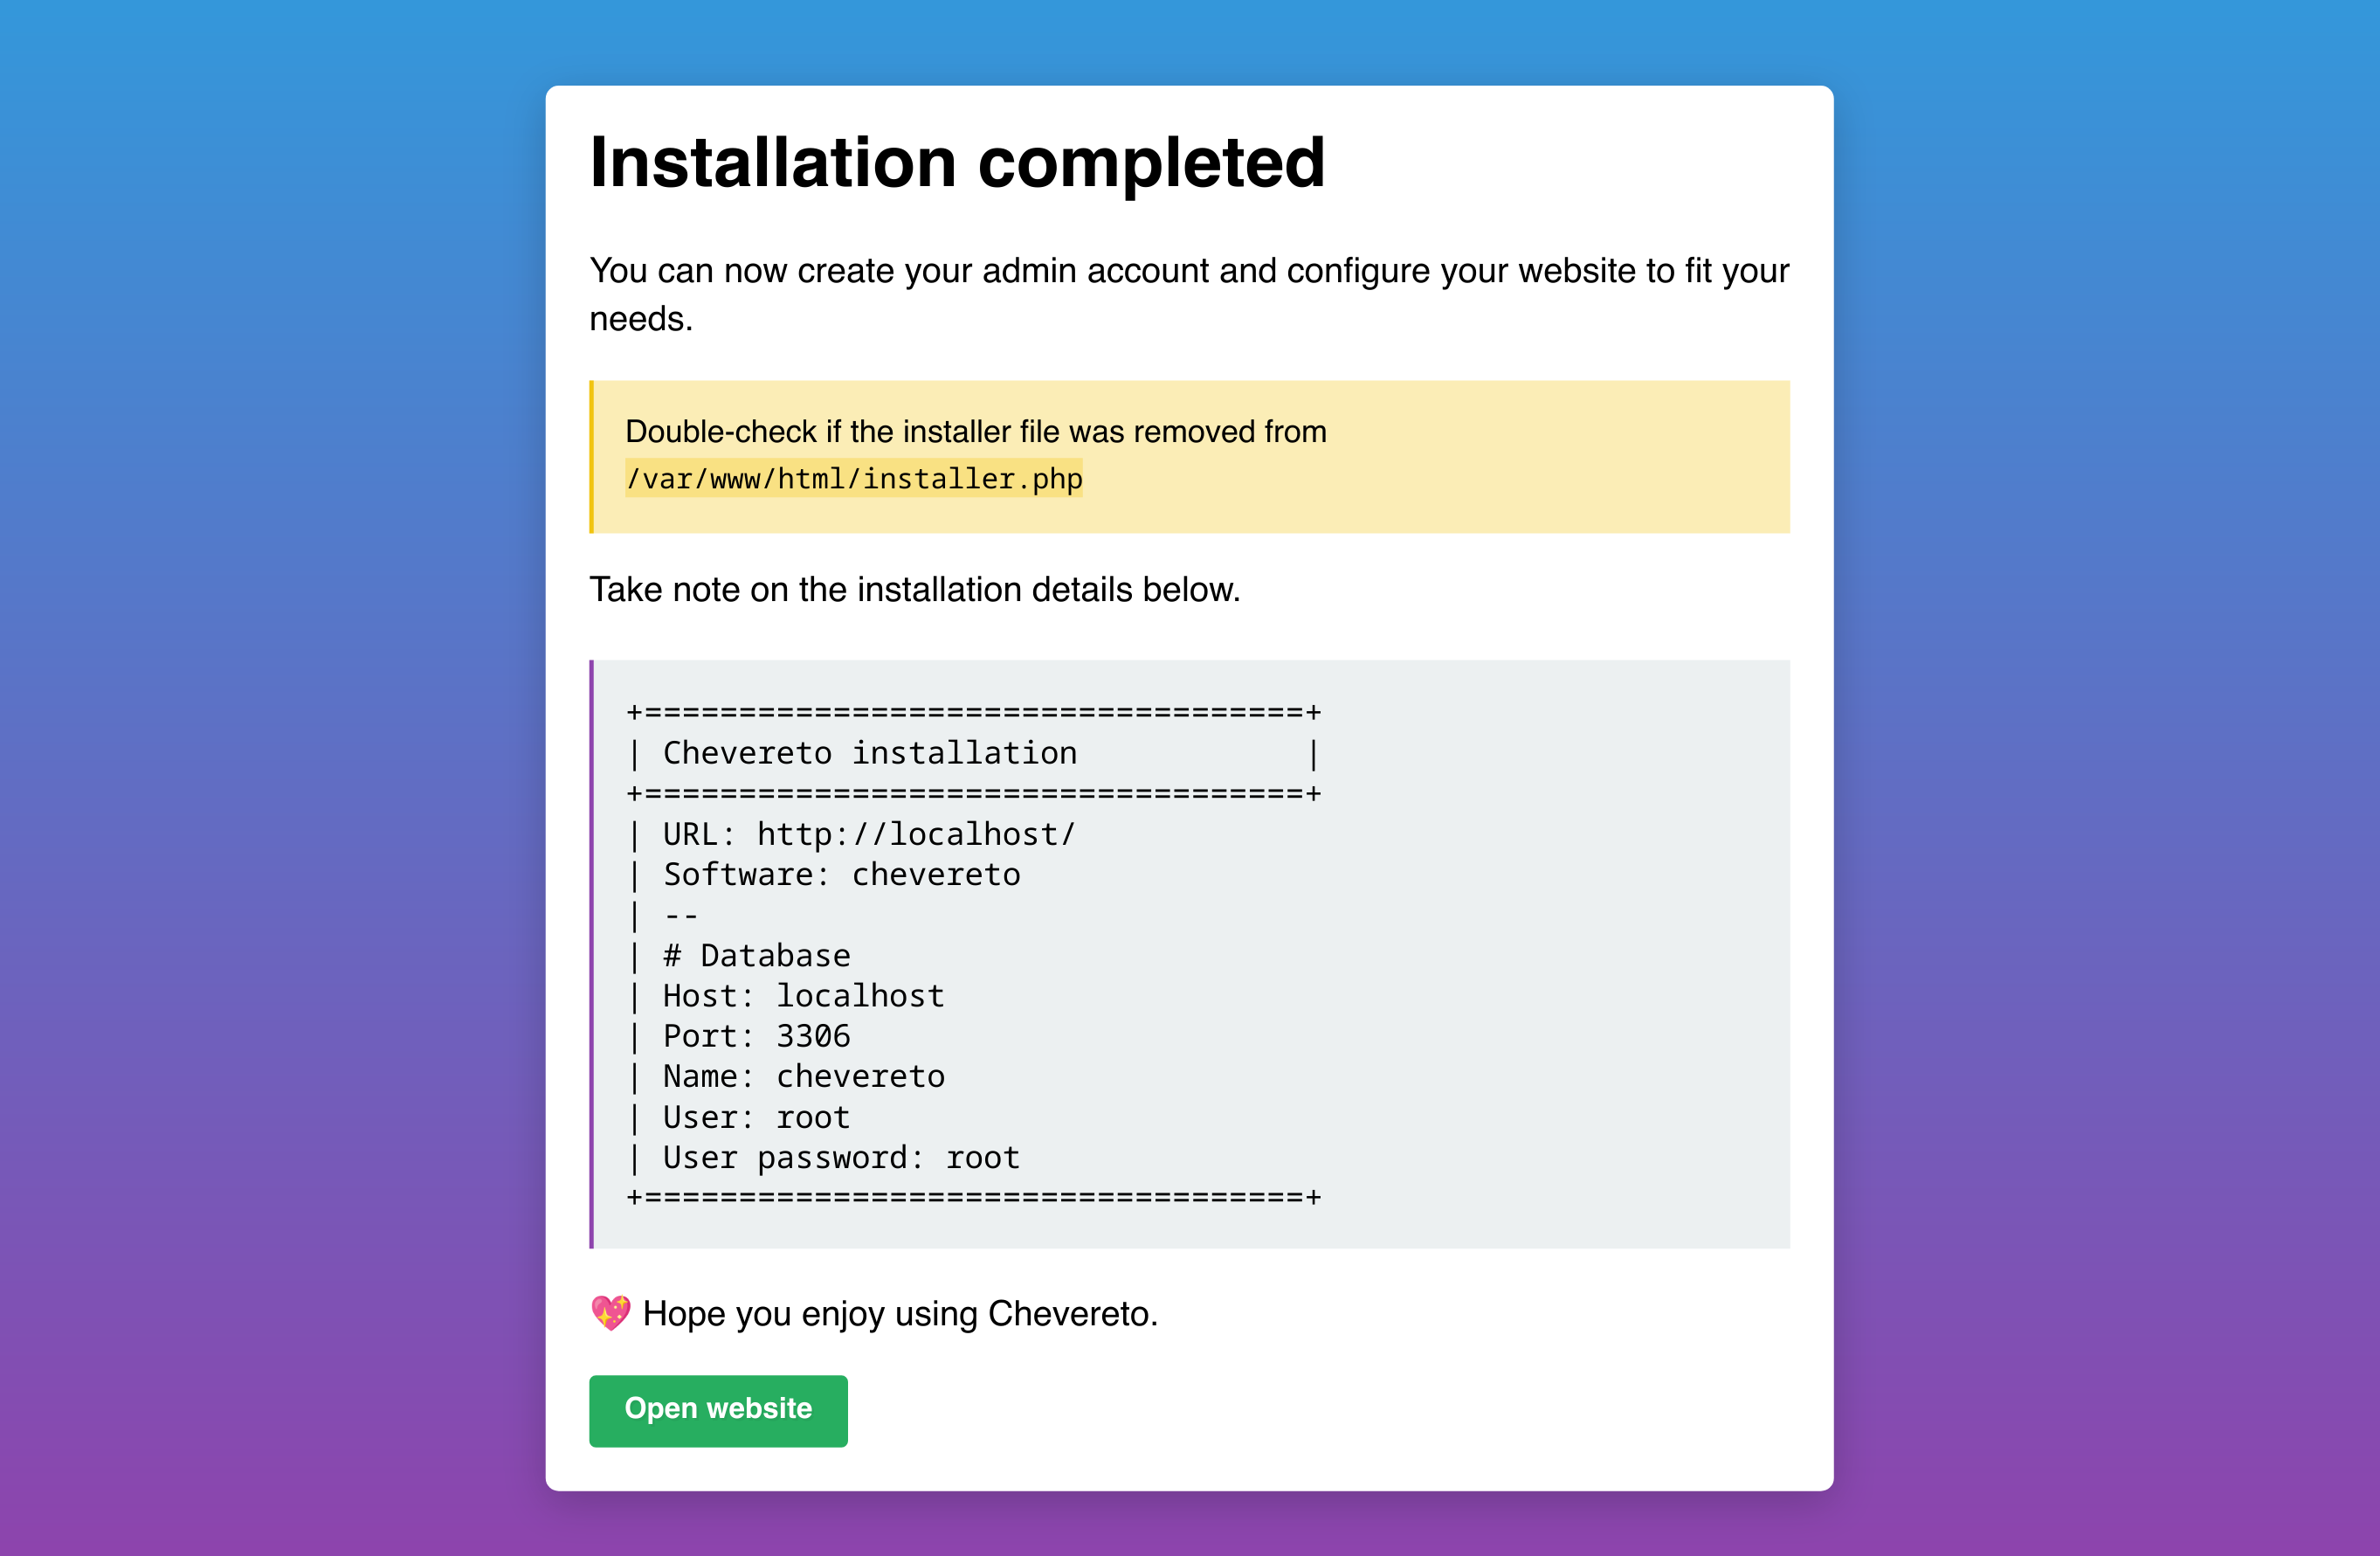 Installation completed
You can now create your admin account and configure your website to fit your
needs.
Double-check if the installer file was removed from
/var/www/html/installer.php
Take note on the installation details below.
+===================================+
| Chevereto installation            |
+===================================+
| URL: http://localhost/
| Software: chevereto
| --
| # Database
| Host: localhost
| Port: 3306
| Name: chevereto
| User: root
| User password: root
+===================================+
💖 Hope you enjoy using Chevereto.
Open website